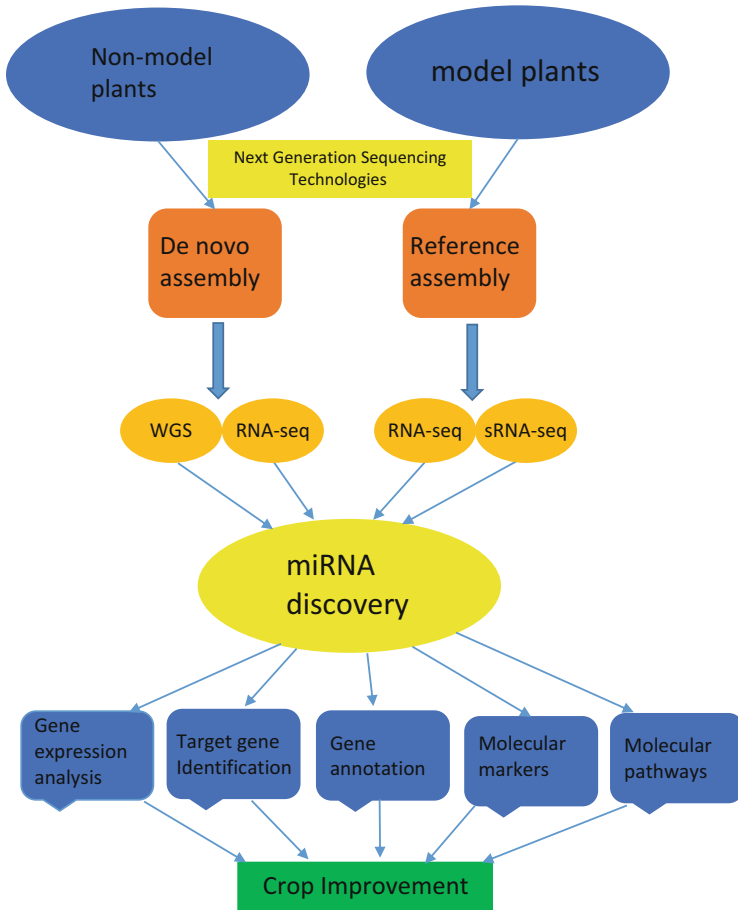 Non-model
plants
model plants
Next Generation Sequencing
Technologies
De novo
assembly
Reference
assembly
WGS
RNA-seq
RNA-seq
sRNA-seq
miRNA
discovery
Gene
expression
analysis
Target gene
Identification
Gene
annotation
Molecular
markers
Molecular
pathways
Crop Improvement